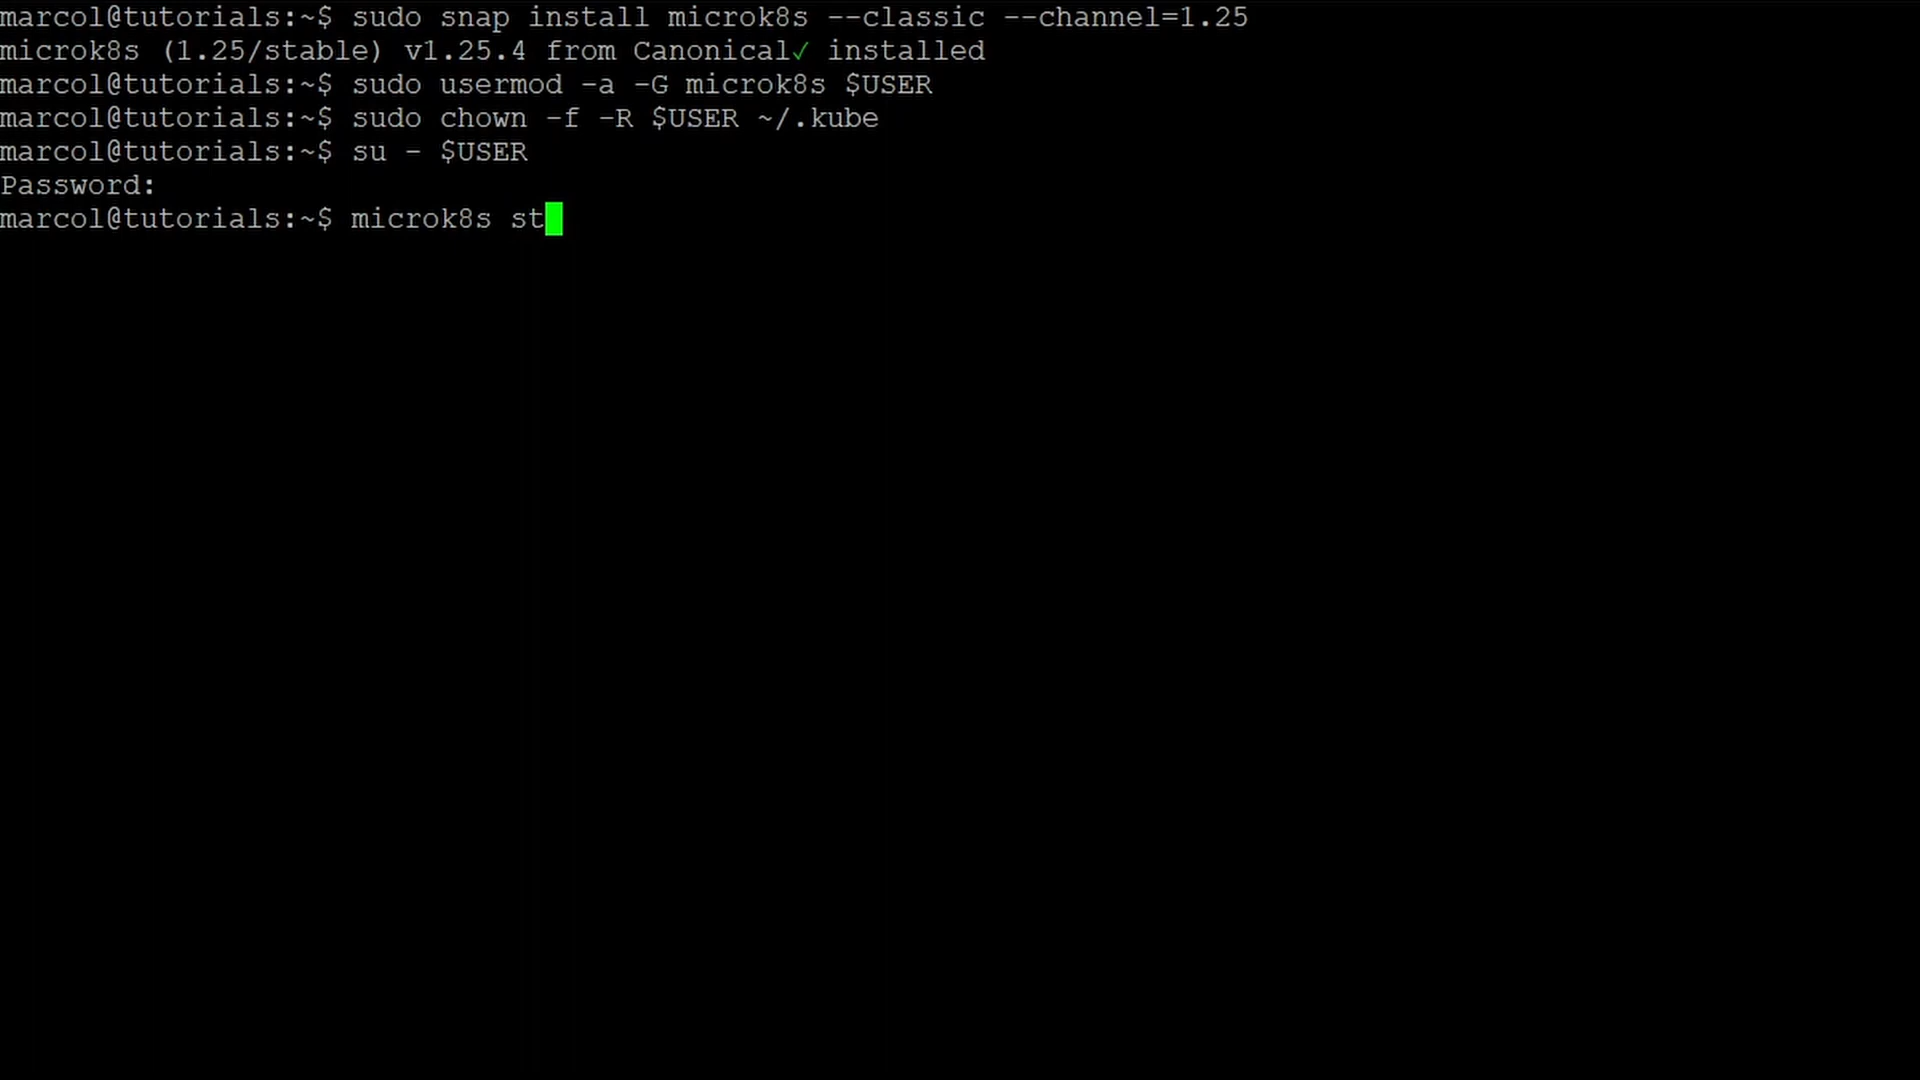 marcol@tutorials:~$ sudo snap install microk8s --classic --channel=1.25
microk8s (1.25/stable) v1.25.4 from Canonical✓ installed
marcol@tutorials:~$ sudo usermod -a -G microk8s $USER
marcol@tutorials:~$ sudo chown -f -R $USER ~/.kube
marcol@tutorials:~$ su - $USER
Password:
marcol@tutorials:~$ microk8s st